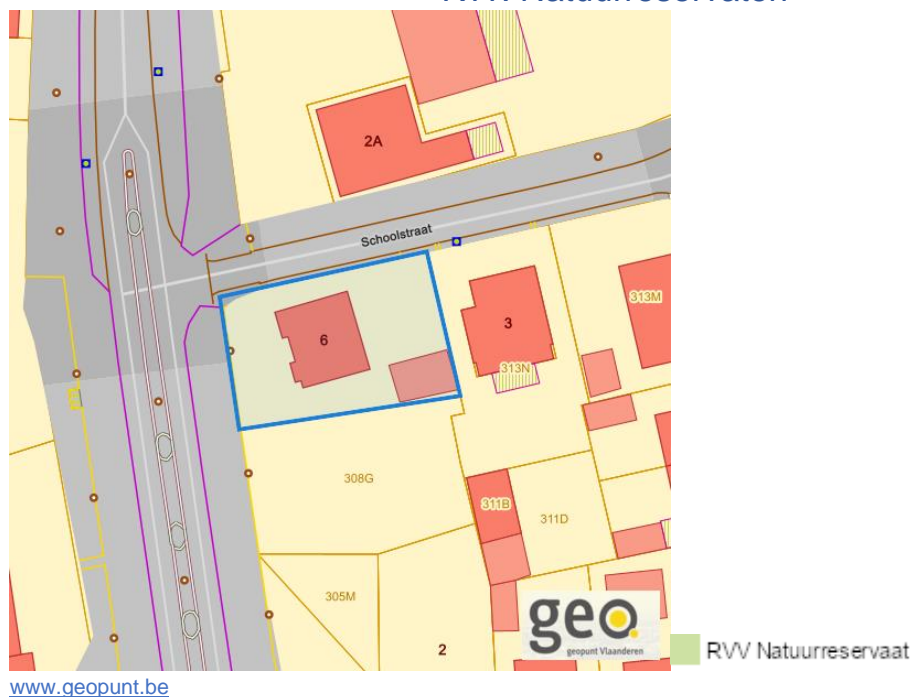 RVV Natuurreservaten
2A
Schoolstraat
313M
6
3
313N
308G
311B
311D
305M
2
geo
geopunt Vlaanderen
RVV Natuurreservaat
www.geopunt.be